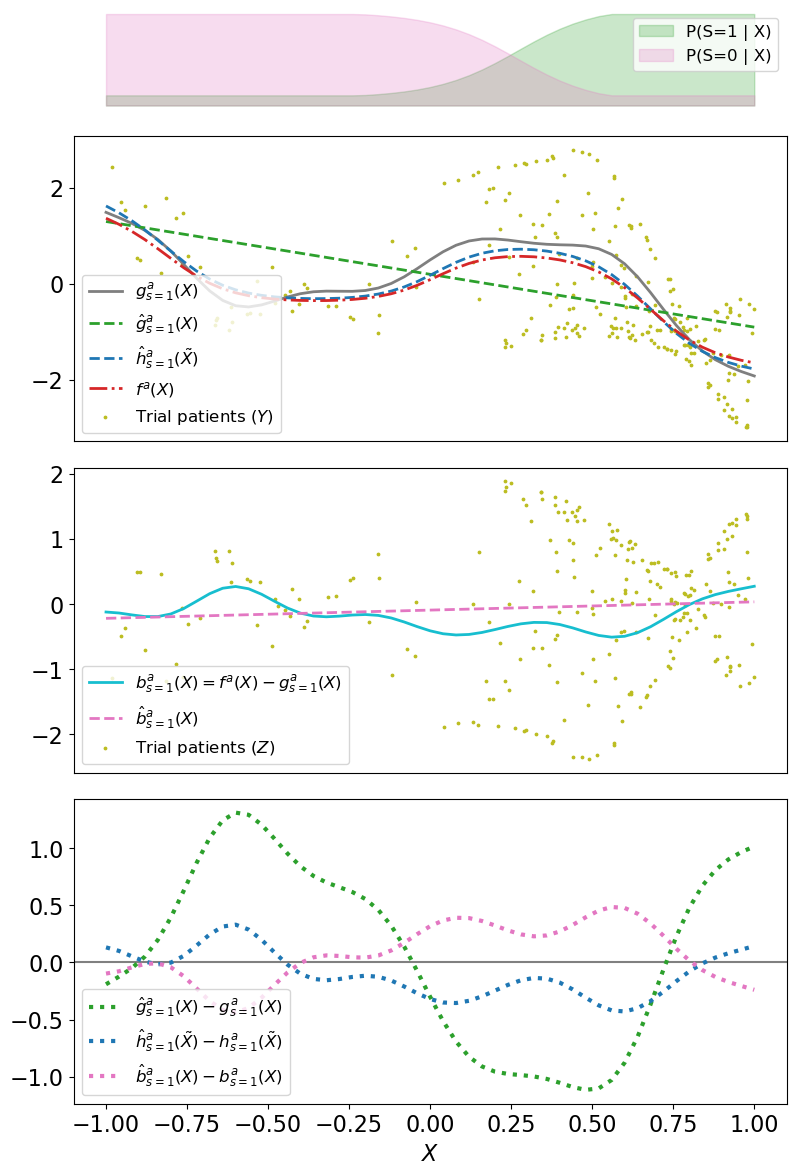 P(S=1 | X)
P(S=0 | X)
2
0
−2
g^a_{s=1}(X)
ĝ^a_{s=1}(X)
ĥ^a_{s=1}(X̃)
f^a(X)
Trial patients (Y)
2
1
0
−1
−2
b^a_{s=1}(X) = f^a(X) − g^a_{s=1}(X)
b̂^a_{s=1}(X)
Trial patients (Z)
1.0
0.5
0.0
−0.5
−1.0
ĝ^a_{s=1}(X) − g^a_{s=1}(X)
ĥ^a_{s=1}(X̃) − h^a_{s=1}(X̃)
b̂^a_{s=1}(X) − b^a_{s=1}(X)
−1.00 −0.75 −0.50 −0.25 0.00 0.25 0.50 0.75 1.00
X